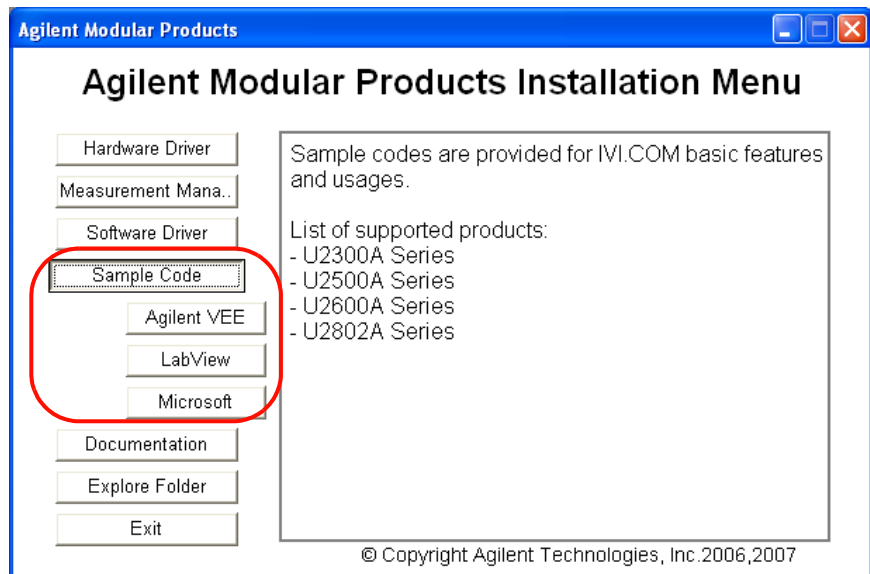 Agilent Modular Products
Agilent Modular Products Installation Menu
Hardware Driver
Measurement Mana..
Software Driver
Sample Code
Agilent VEE
LabView
Microsoft
Documentation
Explore Folder
Exit
Sample codes are provided for IVI.COM basic features
and usages.
List of supported products:
- U2300A Series
- U2500A Series
- U2600A Series
- U2802A Series
© Copyright Agilent Technologies, Inc.2006,2007